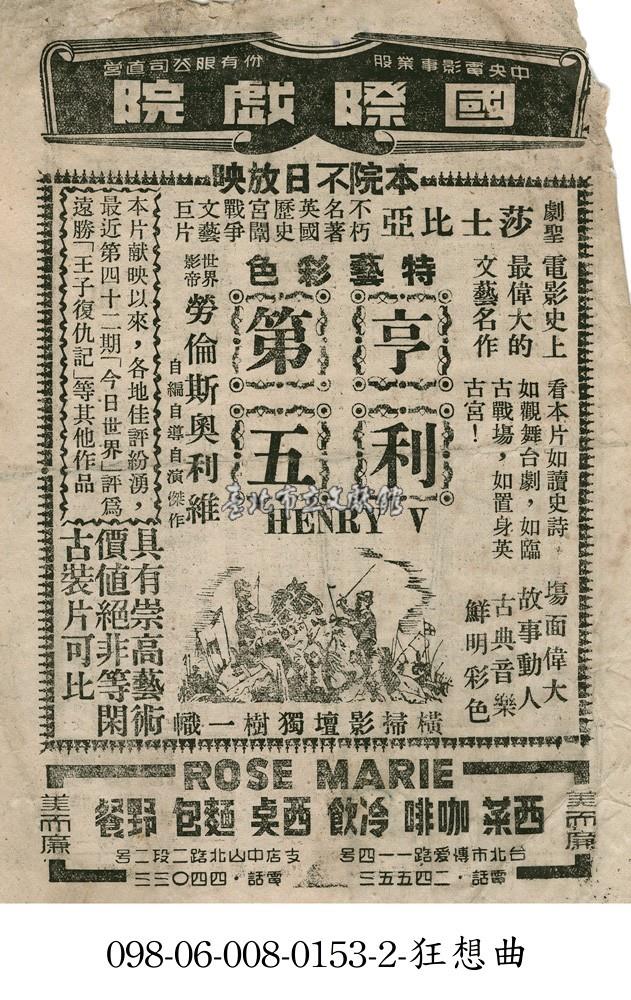 中央電影事業股份有限公司直營
國際戲院
本院不日放映
劇聖莎士比亞
不朽名著
英國歷史
宮闈戰爭
文藝巨片
電影史上
最偉大的
文藝名作
特藝彩色
亨利第五
HENRY V
世界影帝
勞倫斯奧利維
自編自導自演傑作
看本片如讀史詩
如觀舞台劇，如臨
古戰場，如置身英
古宮！
場面偉大
故事動人
古典音樂
鮮明彩色
本片献映以來，各地佳評紛湧，
最近第四十二期「今日世界」評爲
遠勝「王子復仇記」等其他作品
具有崇高藝術
價值絕非等閑
古裝片可比
橫掃影壇獨樹一幟
臺北市立文獻館
ROSE MARIE
美而廉
西菜 咖啡 冷飲 西桌 麵包 野餐
美而廉
台北市博愛路一一四号
電話・二四五五三
支店中山北路二段二号
電話・四四〇三三
098-06-008-0153-2-狂想曲